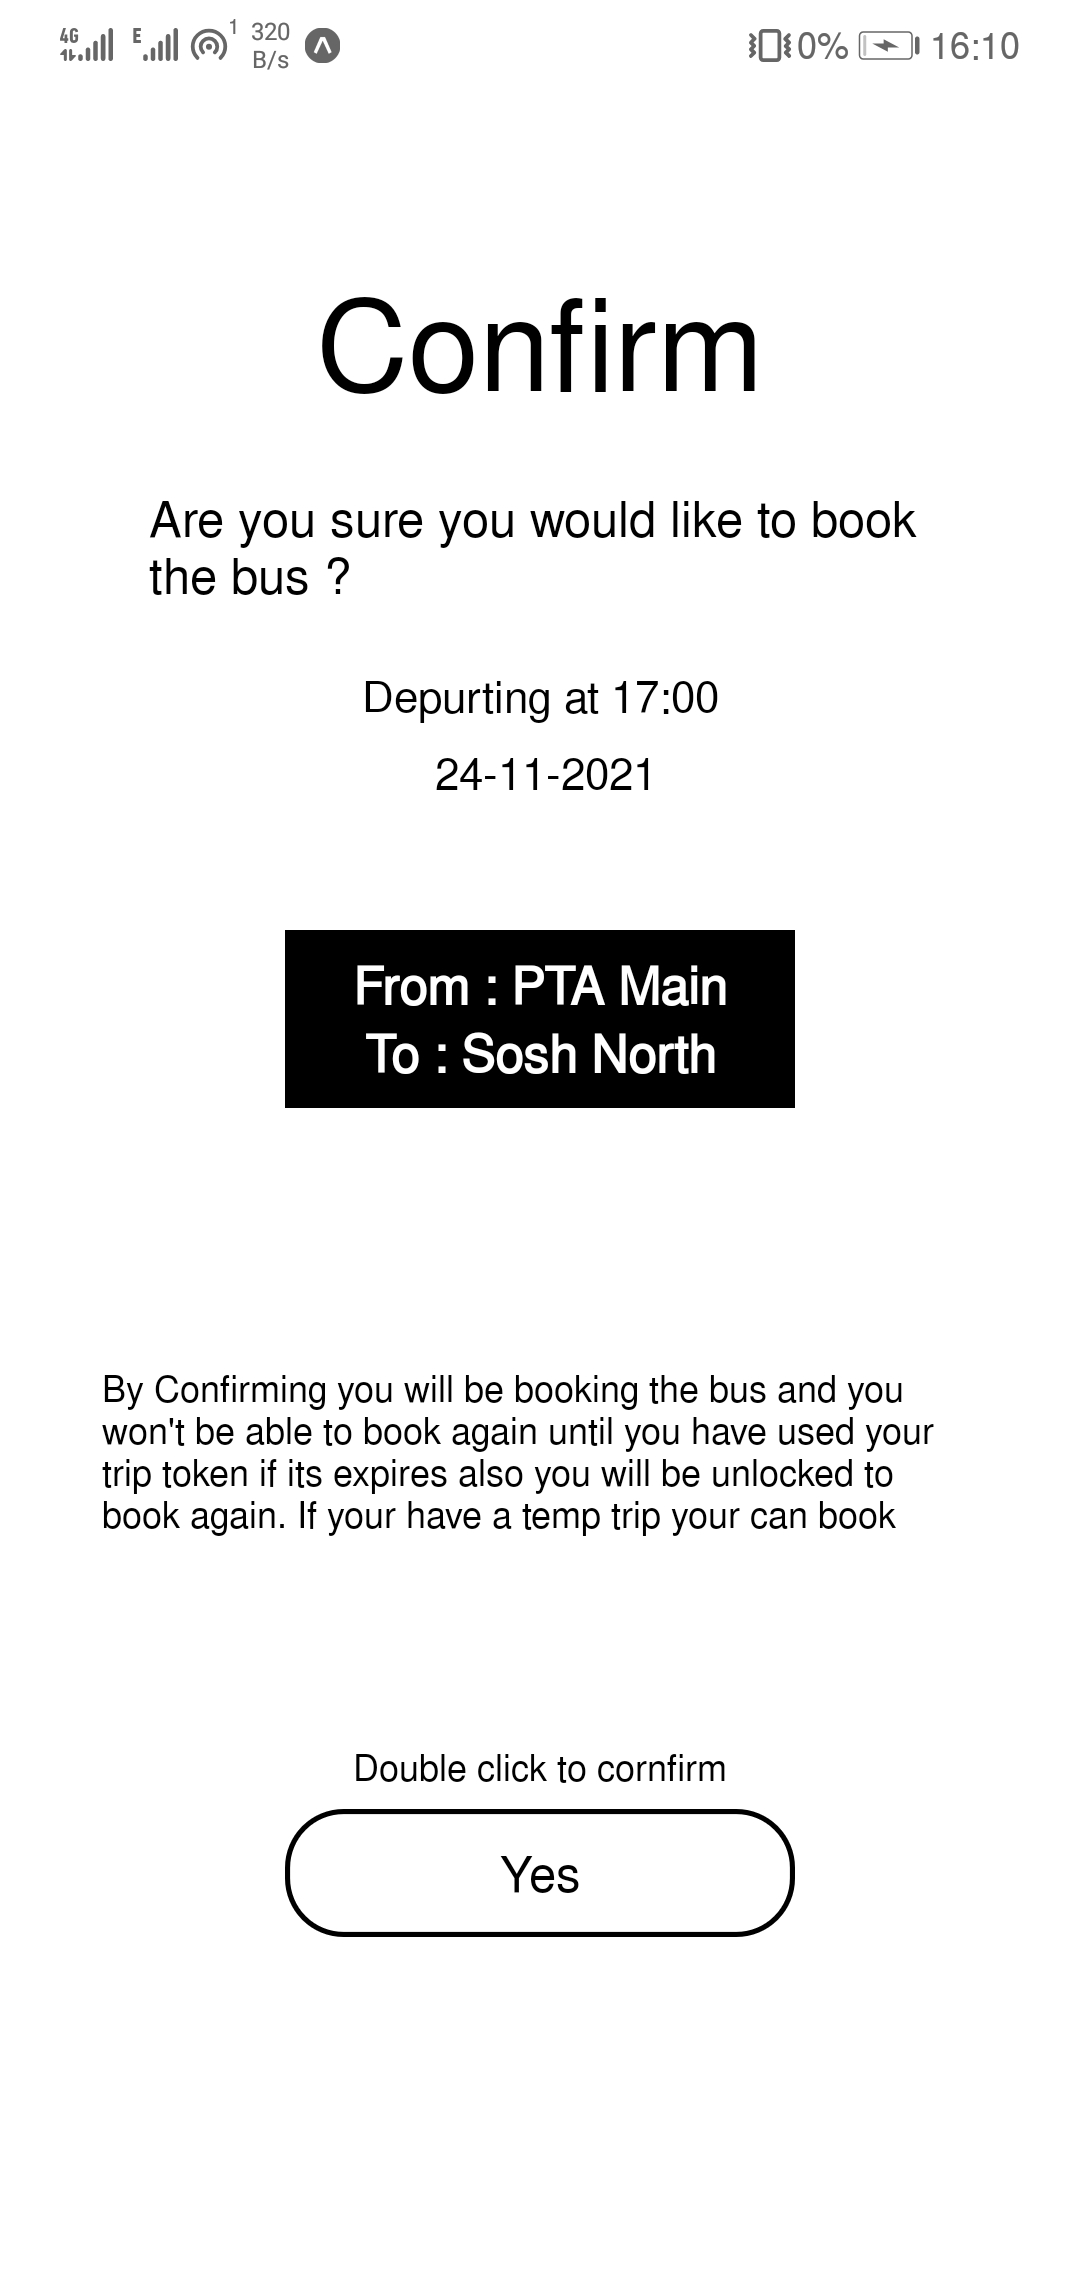 4G E 1 320 B/s 0% 16:10
Confirm
Are you sure you would like to book
the bus ?
Depurting at 17:00
24-11-2021
From : PTA Main
To : Sosh North
By Confirming you will be booking the bus and you
won't be able to book again until you have used your
trip token if its expires also you will be unlocked to
book again. If your have a temp trip your can book
Double click to cornfirm
Yes